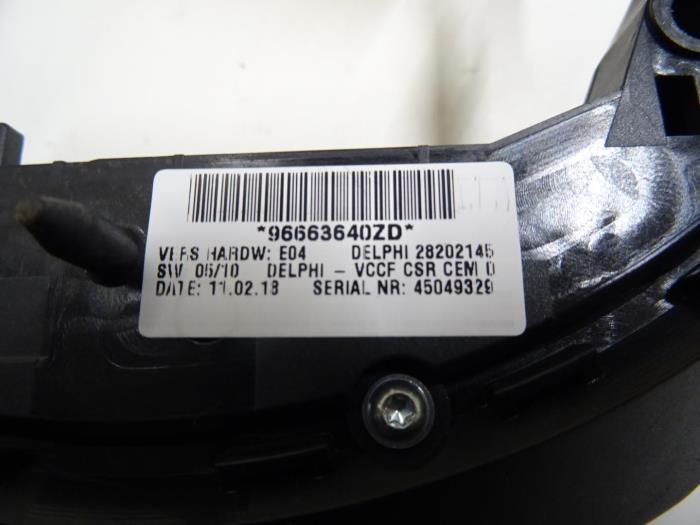 *96663640ZD*
VERS HARDW: E04 DELPHI 28202145
SW 05/10 DELPHI - VCCF CSR CEM 0
DATE: 11.02.18 SERIAL NR: 45049329